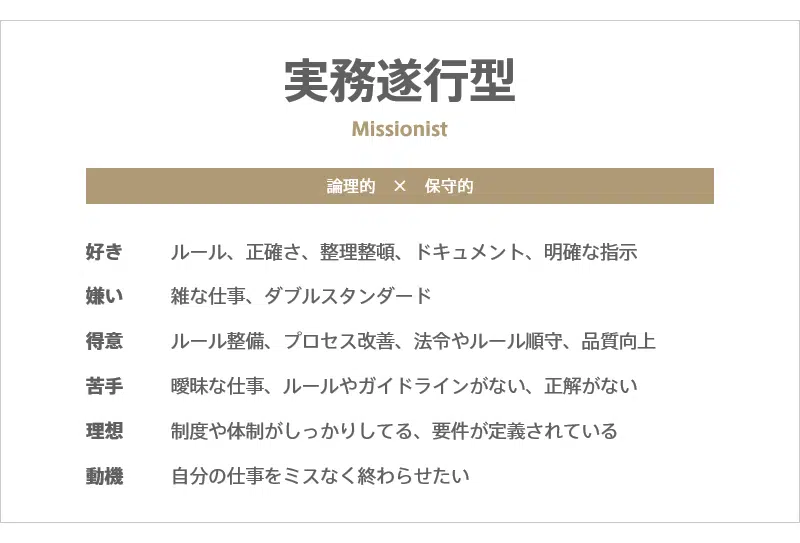 実務遂行型
Missionist
論理的 × 保守的
好き ルール、正確さ、整理整頓、ドキュメント、明確な指示
嫌い 雑な仕事、ダブルスタンダード
得意 ルール整備、プロセス改善、法令やルール順守、品質向上
苦手 曖昧な仕事、ルールやガイドラインがない、正解がない
理想 制度や体制がしっかりしてる、要件が定義されている
動機 自分の仕事をミスなく終わらせたい